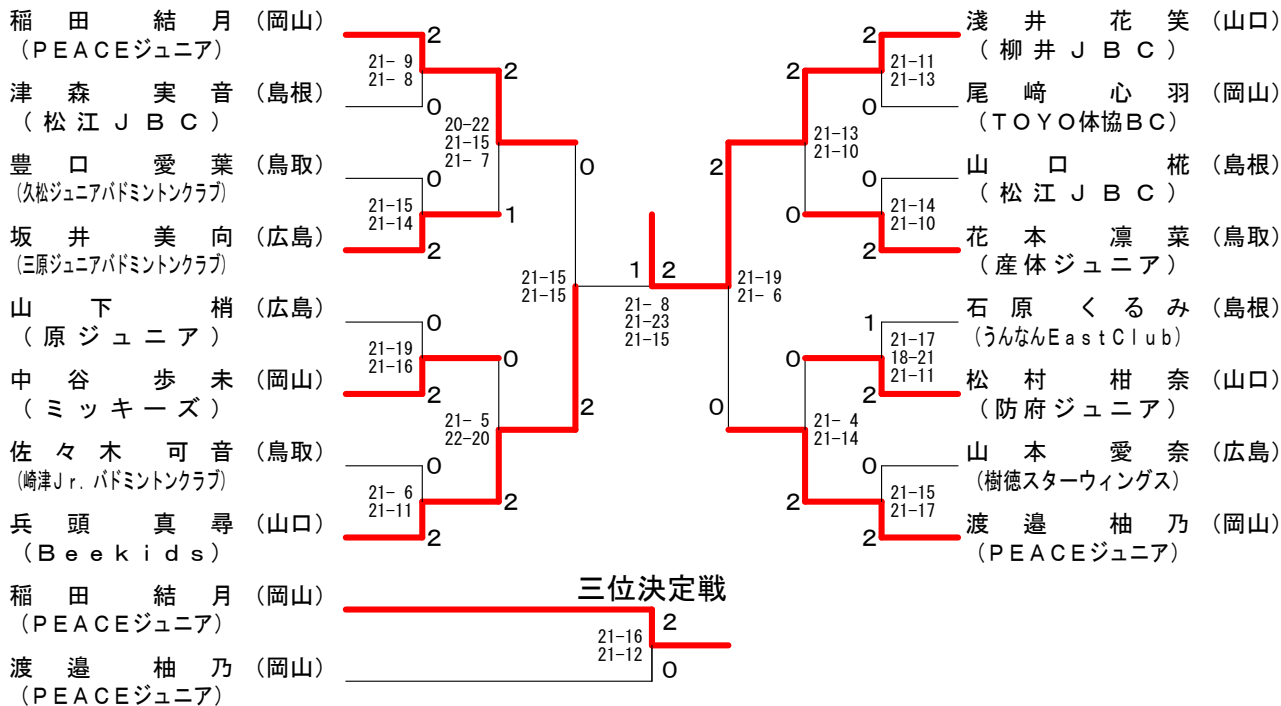 稲田 結月 (岡山)
(PEACEジュニア)
津森 実音 (島根)
(松江JBC)
豊口 愛葉 (鳥取)
(久松ジュニアバドミントンクラブ)
坂井 美向 (広島)
(三原ジュニアバドミントンクラブ)
山下 梢 (広島)
(原ジュニア)
中谷 歩未 (岡山)
(ミッキーズ)
佐々木 可音 (鳥取)
(崎津Jr.バドミントンクラブ)
兵頭 真尋 (山口)
(Beekids)
2
21- 9
21- 8
0
0
21-15
21-14
2
0
21-19
21-16
2
0
21- 6
21-11
2
2
20-22
21-15
21- 7
1
0
21- 5
22-20
2
0
21-15
21-15
2
1 2
21- 8
21-23
21-15
2
21-19
21- 6
0
2
21-13
21-10
0
0
21- 4
21-14
2
2
21-11
21-13
0
0
21-14
21-10
2
1
21-17
18-21
21-11
2
0
21-15
21-17
2
淺井 花笑 (山口)
(柳井JBC)
尾﨑 心羽 (岡山)
(TOYO体協BC)
山口 椛 (島根)
(松江JBC)
花本 凛菜 (鳥取)
(産体ジュニア)
石原 くるみ (島根)
(うんなんEastClub)
松村 柑奈 (山口)
(防府ジュニア)
山本 愛奈 (広島)
(樹徳スターウィングス)
渡邉 柚乃 (岡山)
(PEACEジュニア)
三位決定戦
稲田 結月 (岡山)
(PEACEジュニア)
渡邉 柚乃 (岡山)
(PEACEジュニア)
2
21-16
21-12
0